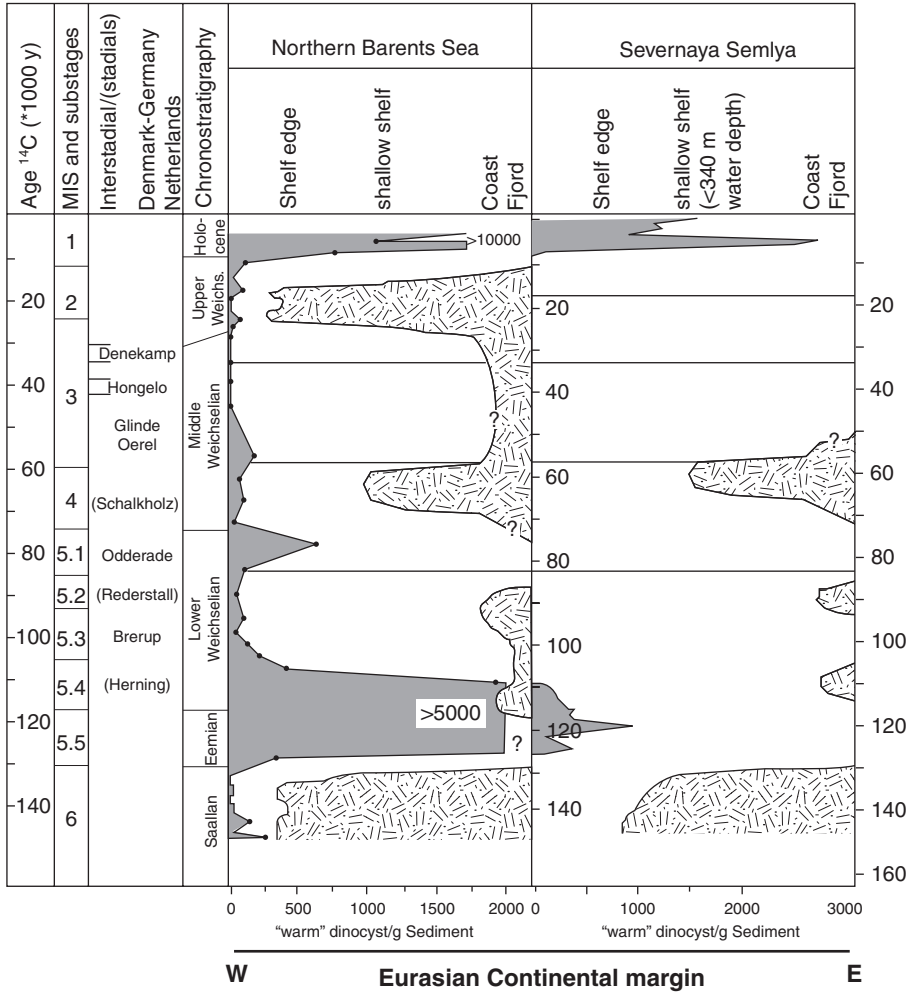 Northern Barents Sea
Severnaya Semlya
Age ¹⁴C (*1000 y)
MIS and substages
Interstadial/(stadials)
Denmark-Germany
Netherlands
Chronostratigraphy
Shelf edge
shallow shelf
Coast
Fjord
Shelf edge
shallow shelf
(<340 m
water depth)
Coast
Fjord
20
40
60
80
100
120
140
1
2
3
4
5.1
5.2
5.3
5.4
5.5
6
Denekamp
Hongelo
Glinde
Oerel
(Schalkholz)
Odderade
(Rederstall)
Brerup
(Herning)
Holo-
cene
Upper
Weichs.
Middle
Weichselian
Lower
Weichselian
Eemian
Saallan
>10000
?
?
>5000
?
20
40
60
80
100
120
140
?
20
40
60
80
100
120
140
160
0 500 1000 1500 2000
0 1000 2000 3000
“warm” dinocyst/g Sediment
“warm” dinocyst/g Sediment
W Eurasian Continental margin E